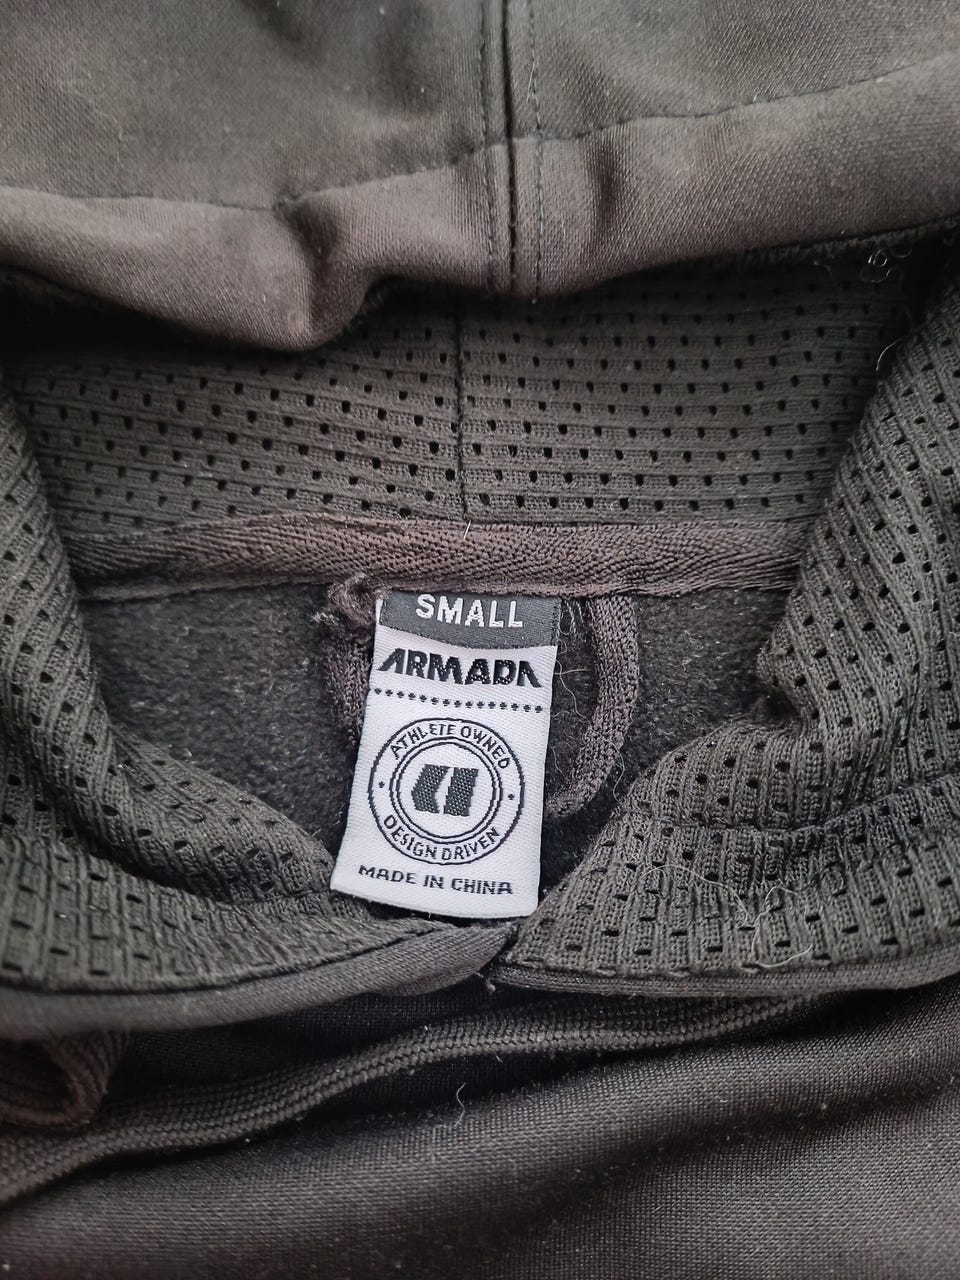 SMALL
ARMADA
ATHLETE OWNED
DESIGN DRIVEN
MADE IN CHINA